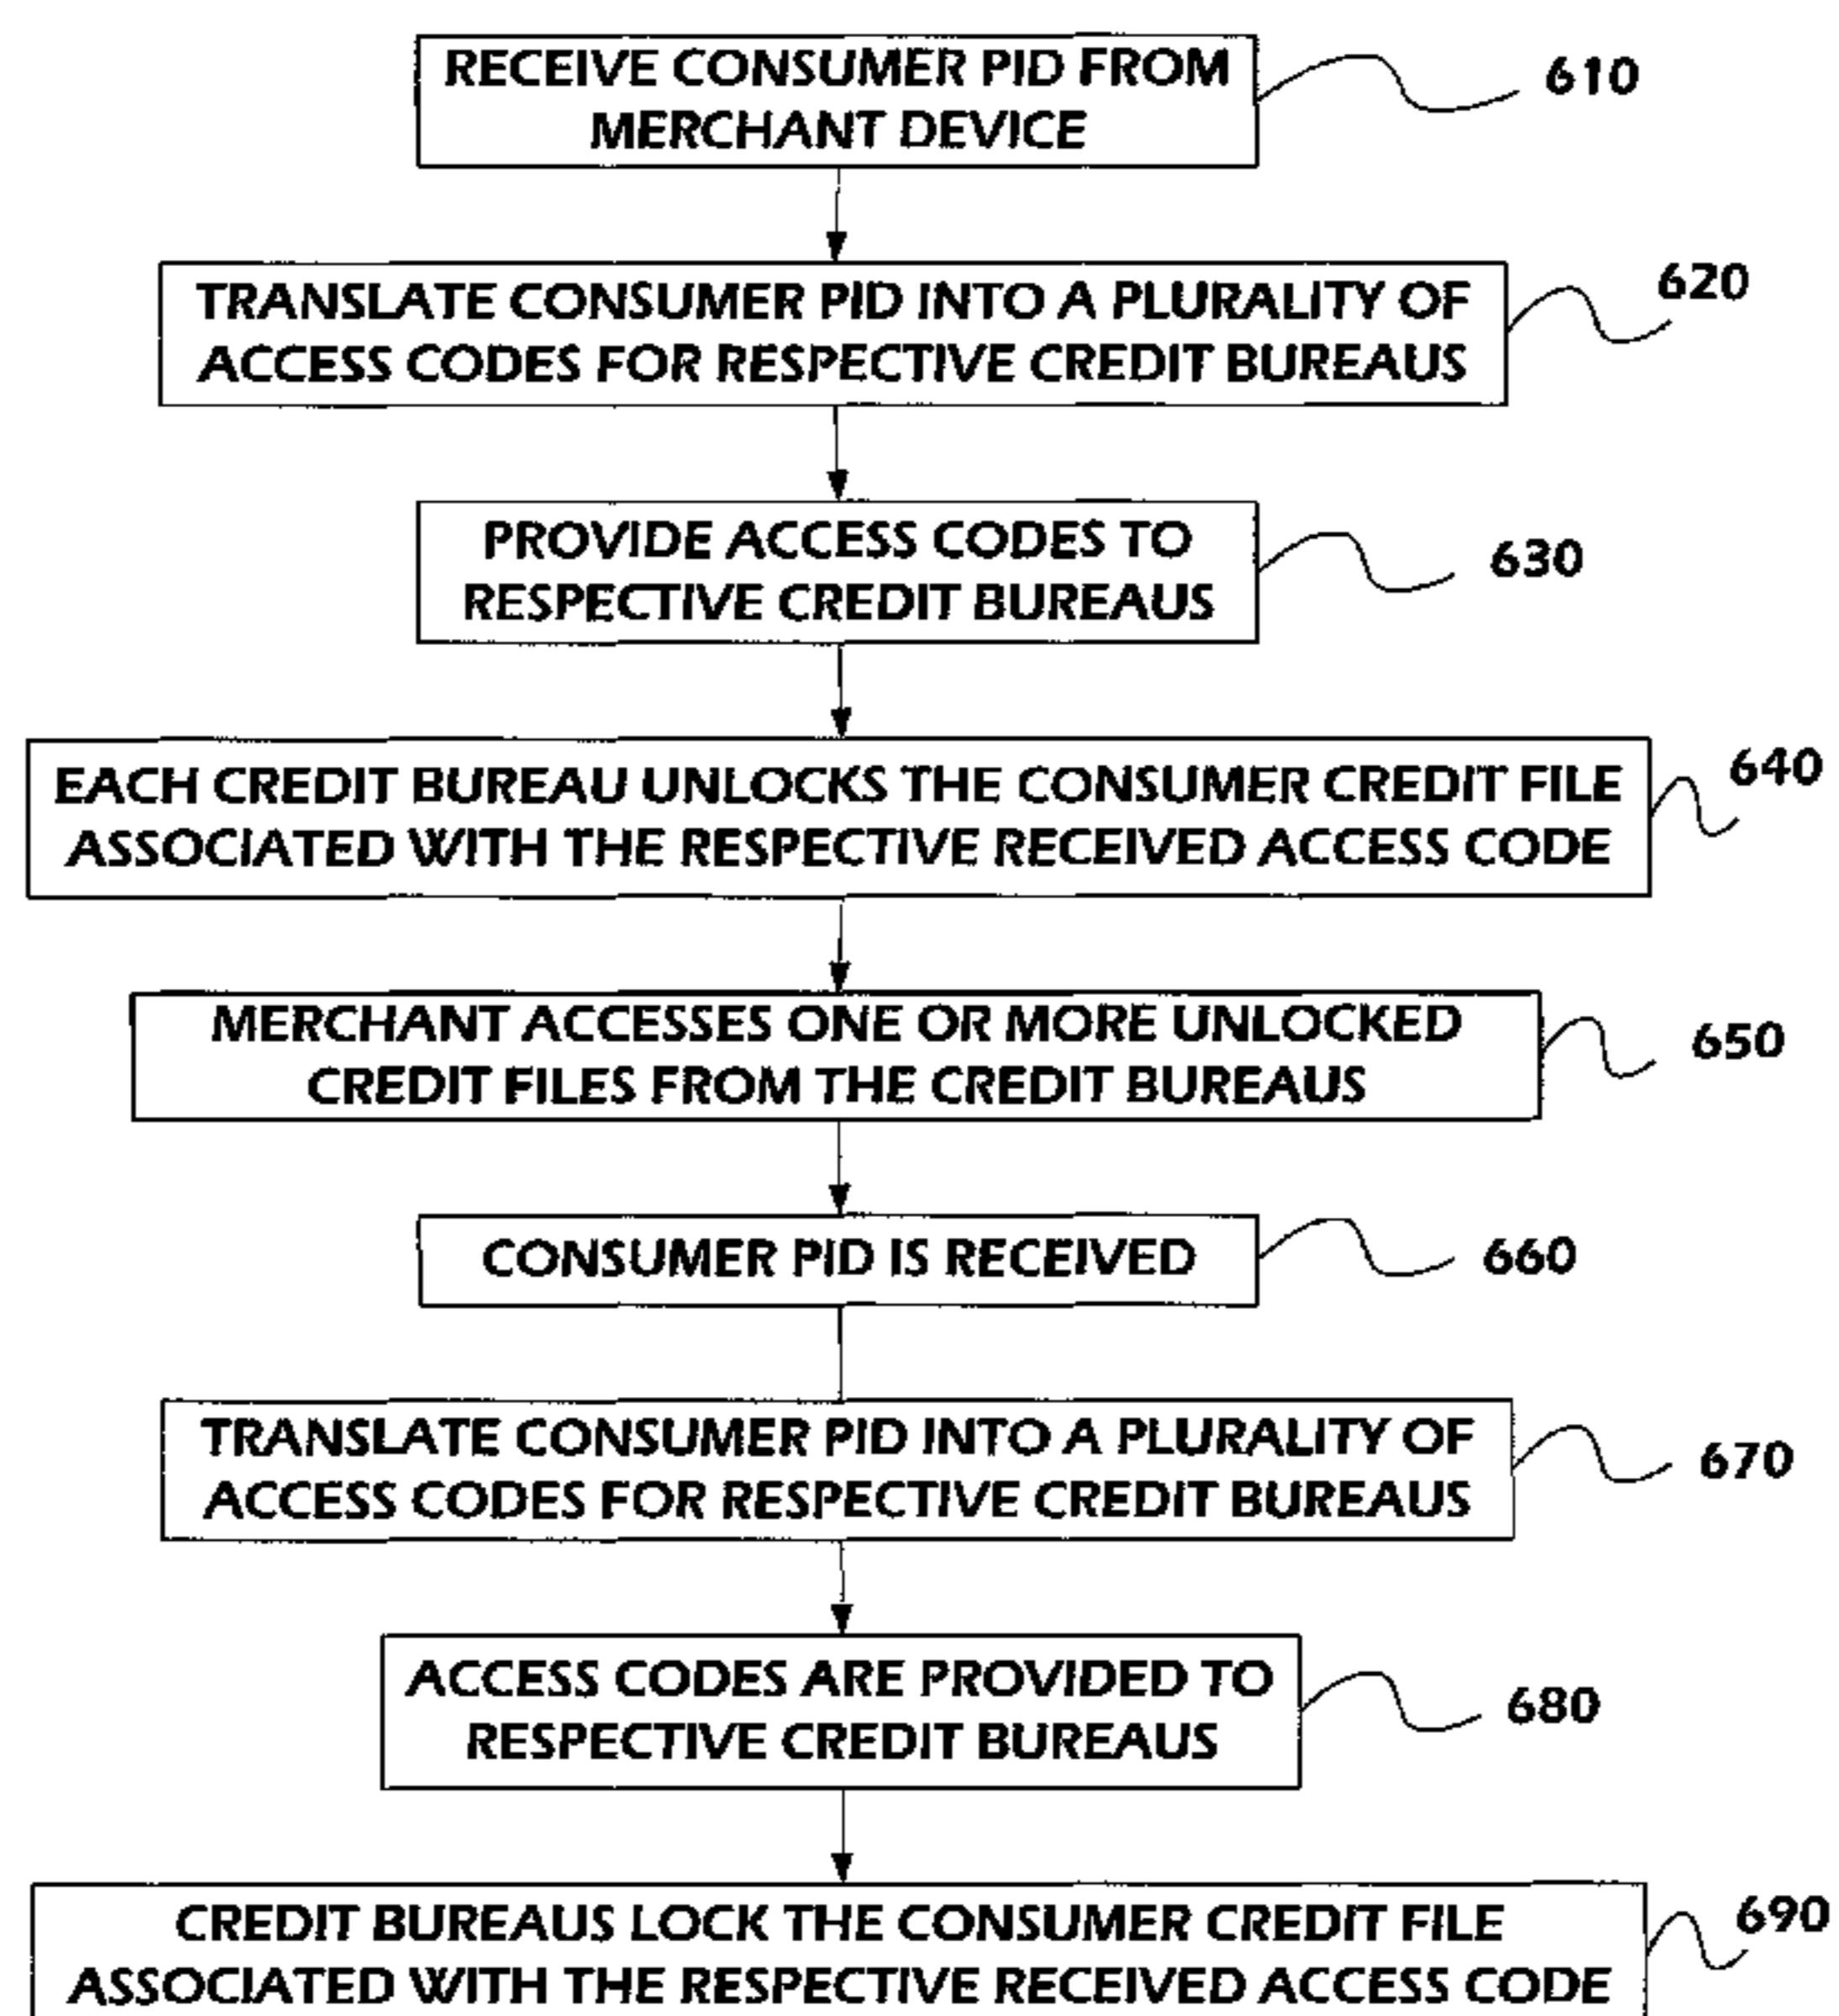 RECEIVE CONSUMER PID FROM
MERCHANT DEVICE
610
TRANSLATE CONSUMER PID INTO A PLURALITY OF
ACCESS CODES FOR RESPECTIVE CREDIT BUREAUS
620
PROVIDE ACCESS CODES TO
RESPECTIVE CREDIT BUREAUS
630
EACH CREDIT BUREAU UNLOCKS THE CONSUMER CREDIT FILE
ASSOCIATED WITH THE RESPECTIVE RECEIVED ACCESS CODE
640
MERCHANT ACCESSES ONE OR MORE UNLOCKED
CREDIT FILES FROM THE CREDIT BUREAUS
650
CONSUMER PID IS RECEIVED
660
TRANSLATE CONSUMER PID INTO A PLURALITY OF
ACCESS CODES FOR RESPECTIVE CREDIT BUREAUS
670
ACCESS CODES ARE PROVIDED TO
RESPECTIVE CREDIT BUREAUS
680
CREDIT BUREAUS LOCK THE CONSUMER CREDIT FILE
ASSOCIATED WITH THE RESPECTIVE RECEIVED ACCESS CODE
690